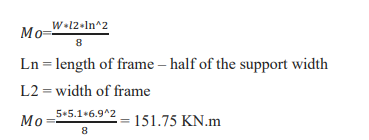 Mo=W*l2*ln^2/8
Ln = length of frame – half of the support width
L2 = width of frame
Mo =5*5.1*6.9^2/8 = 151.75 KN.m